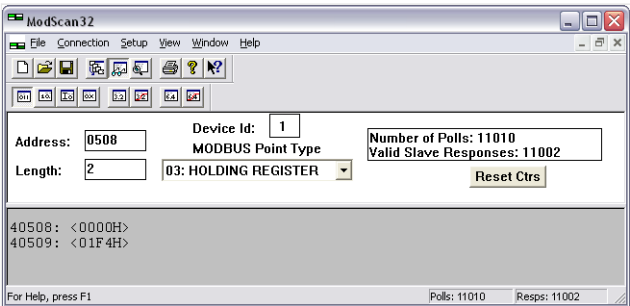 ModScan32
File Connection Setup View Window Help
Address: 0508
Device Id: 1
MODBUS Point Type
Length: 2
03: HOLDING REGISTER
Number of Polls: 11010
Valid Slave Responses: 11002
Reset Ctrs
40508: <0000H>
40509: <01F4H>
For Help, press F1
Polls: 11010
Resps: 11002